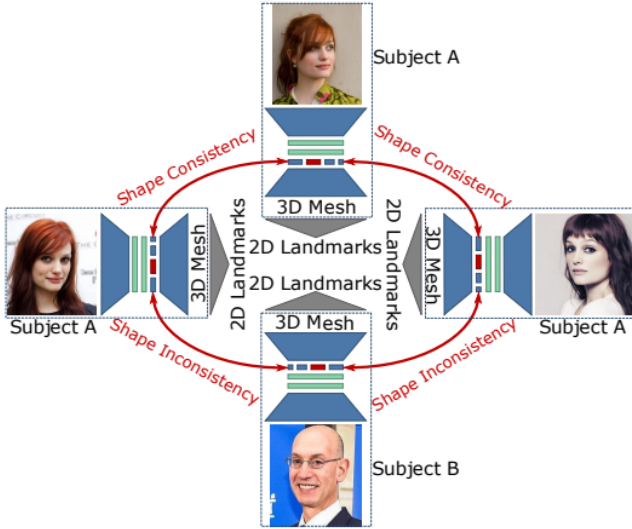 Subject A
Shape Consistency
Shape Consistency
3D Mesh
2D Landmarks
3D Mesh
2D Landmarks
2D Landmarks
2D Landmarks
3D Mesh
Subject A
Subject A
3D Mesh
Shape Inconsistency
Shape Inconsistency
Subject B